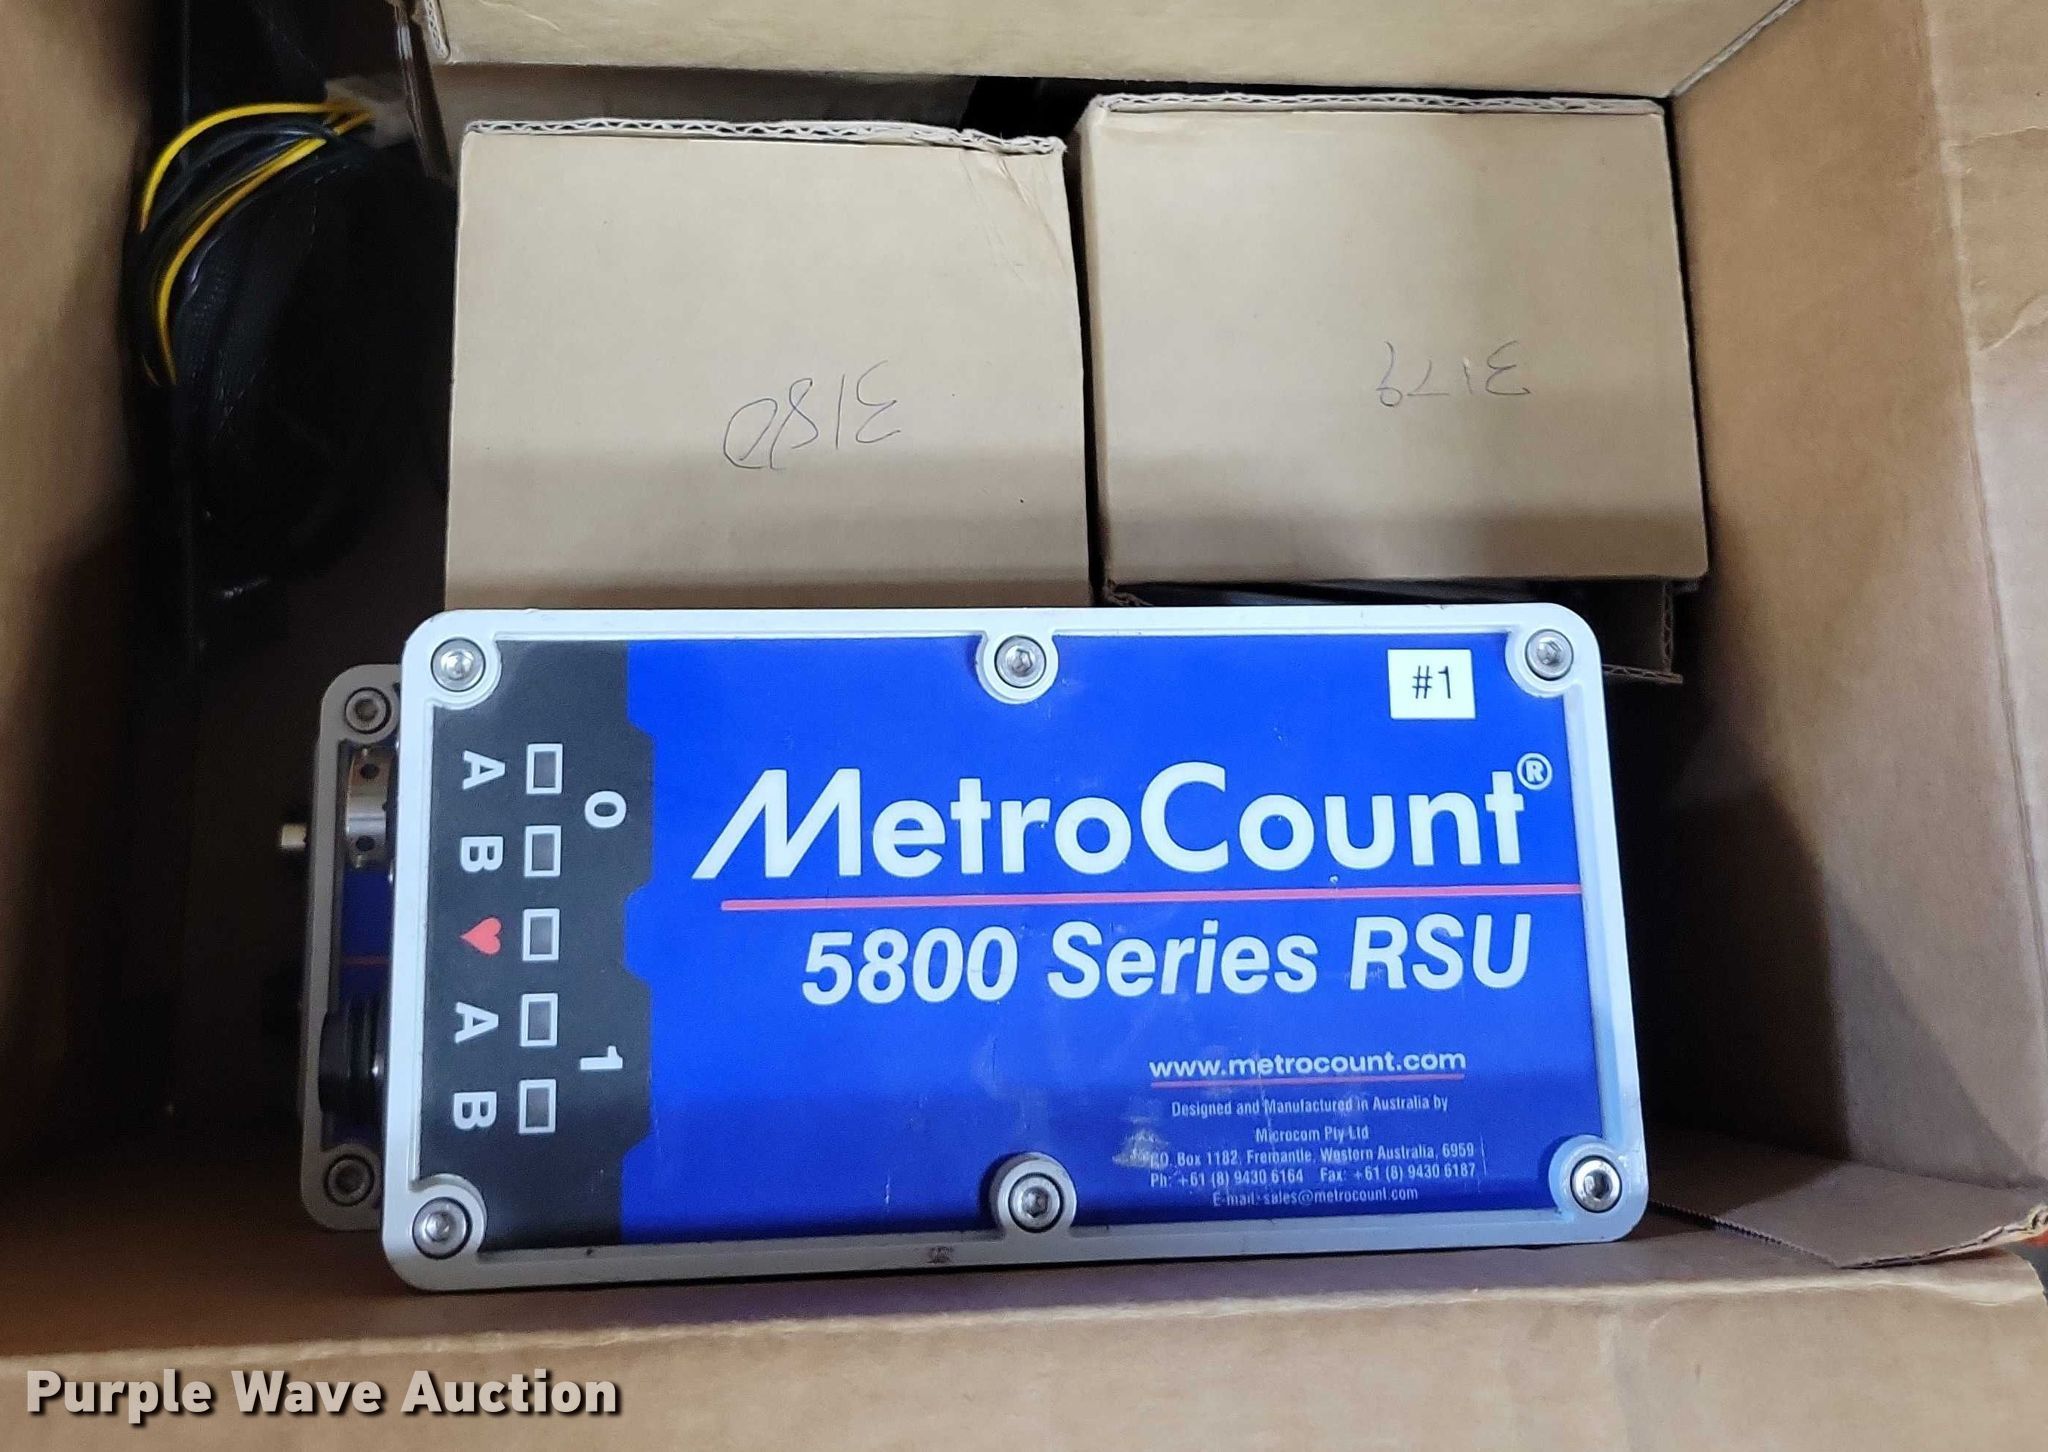 3180
3179
#1
MetroCount®
5800 Series RSU
0
A
B
♥
1
A
B
www.metrocount.com
Designed and Manufactured in Australia by
Microcom Pty Ltd
P.O. Box 1182, Fremantle, Western Australia, 6959
Ph: +61 (8) 9430 6164 Fax: +61 (8) 9430 6187
E-mail: sales@metrocount.com
Purple Wave Auction